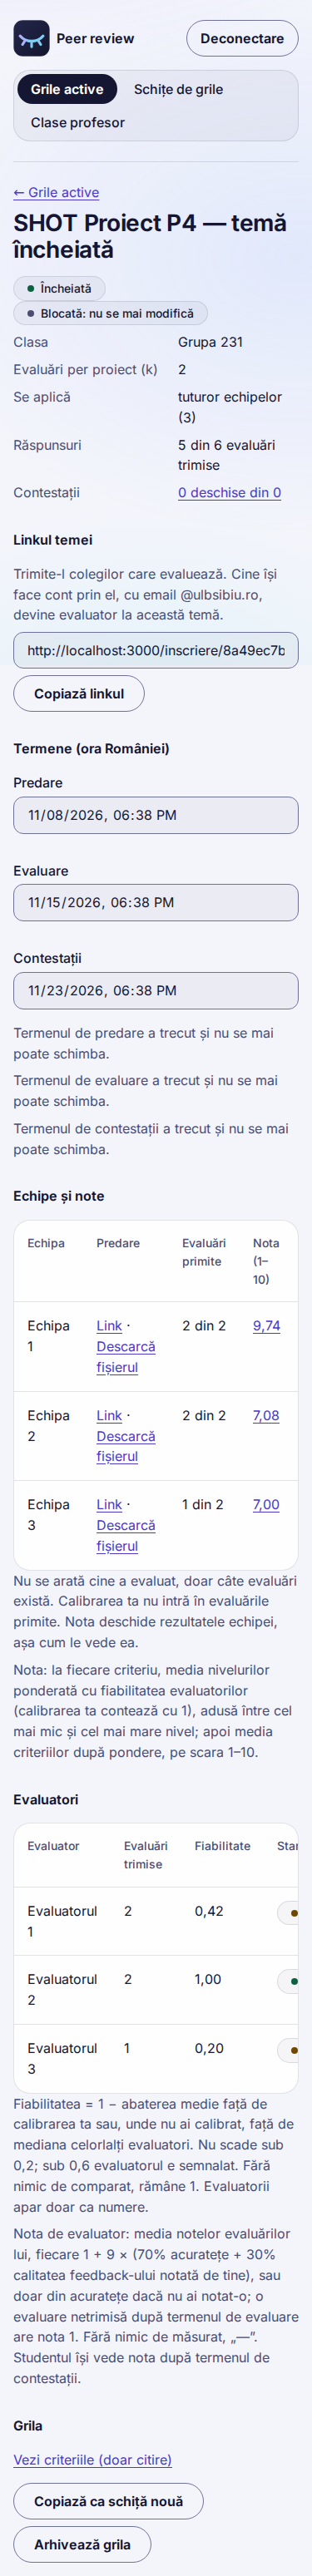 Peer review
Deconectare
Grile active
Schițe de grile
Clase profesor
← Grile active
SHOT Proiect P4 — temă
încheiată
Încheiată
Blocată: nu se mai modifică
Clasa Grupa 231
Evaluări per proiect (k) 2
Se aplică tuturor echipelor
(3)
Răspunsuri 5 din 6 evaluări
trimise
Contestații 0 deschise din 0
Linkul temei
Trimite-l colegilor care evaluează. Cine își
face cont prin el, cu email @ulbsibiu.ro,
devine evaluator la această temă.
http://localhost:3000/inscriere/8a49ec7b
Copiază linkul
Termene (ora României)
Predare
11/08/2026, 06:38 PM
Evaluare
11/15/2026, 06:38 PM
Contestații
11/23/2026, 06:38 PM
Termenul de predare a trecut și nu se mai
poate schimba.
Termenul de evaluare a trecut și nu se mai
poate schimba.
Termenul de contestații a trecut și nu se mai
poate schimba.
Echipe și note
Echipa Predare Evaluări Nota
primite (1–
10)
Echipa Link · 2 din 2 9,74
1 Descarcă
fișierul
Echipa Link · 2 din 2 7,08
2 Descarcă
fișierul
Echipa Link · 1 din 2 7,00
3 Descarcă
fișierul
Nu se arată cine a evaluat, doar câte evaluări
există. Calibrarea ta nu intră în evaluările
primite. Nota deschide rezultatele echipei,
așa cum le vede ea.
Nota: la fiecare criteriu, media nivelurilor
ponderată cu fiabilitatea evaluatorilor
(calibrarea ta contează cu 1), adusă între cel
mai mic și cel mai mare nivel; apoi media
criteriilor după pondere, pe scara 1–10.
Evaluatori
Evaluator Evaluări Fiabilitate Star
trimise
Evaluatorul 2 0,42
1
Evaluatorul 2 1,00
2
Evaluatorul 1 0,20
3
Fiabilitatea = 1 − abaterea medie față de
calibrarea ta sau, unde nu ai calibrat, față de
mediana celorlalți evaluatori. Nu scade sub
0,2; sub 0,6 evaluatorul e semnalat. Fără
nimic de comparat, rămâne 1. Evaluatorii
apar doar ca numere.
Nota de evaluator: media notelor evaluărilor
lui, fiecare 1 + 9 × (70% acuratețe + 30%
calitatea feedback-ului notată de tine), sau
doar din acuratețe dacă nu ai notat-o; o
evaluare netrimisă după termenul de evaluare
are nota 1. Fără nimic de măsurat, „—”.
Studentul își vede nota după termenul de
contestații.
Grila
Vezi criteriile (doar citire)
Copiază ca schiță nouă
Arhivează grila